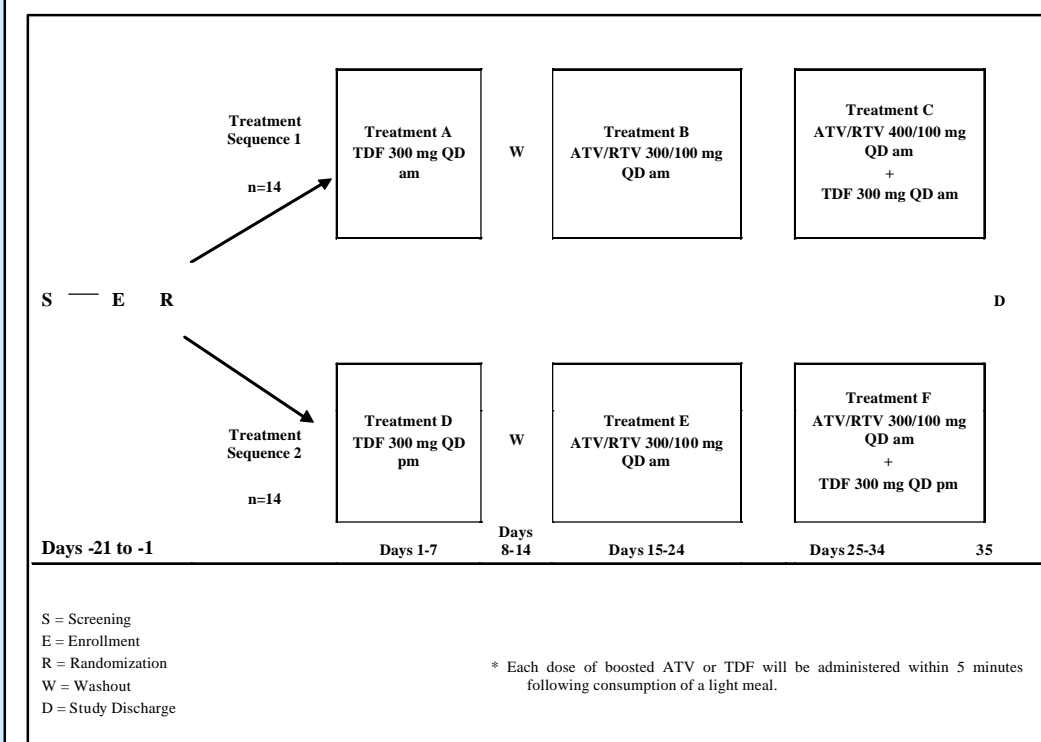 Treatment
Sequence 1
n=14
Treatment A
TDF 300 mg QD
am
W
Treatment B
ATV/RTV 300/100 mg
QD am
Treatment C
ATV/RTV 400/100 mg
QD am
+
TDF 300 mg QD am
S — E R
D
Treatment
Sequence 2
n=14
Treatment D
TDF 300 mg QD
pm
W
Treatment E
ATV/RTV 300/100 mg
QD am
Treatment F
ATV/RTV 300/100 mg
QD am
+
TDF 300 mg QD pm
Days -21 to -1
Days 1-7
Days
8-14
Days 15-24
Days 25-34
35
S = Screening
E = Enrollment
R = Randomization
W = Washout
D = Study Discharge
* Each dose of boosted ATV or TDF will be administered within 5 minutes
following consumption of a light meal.